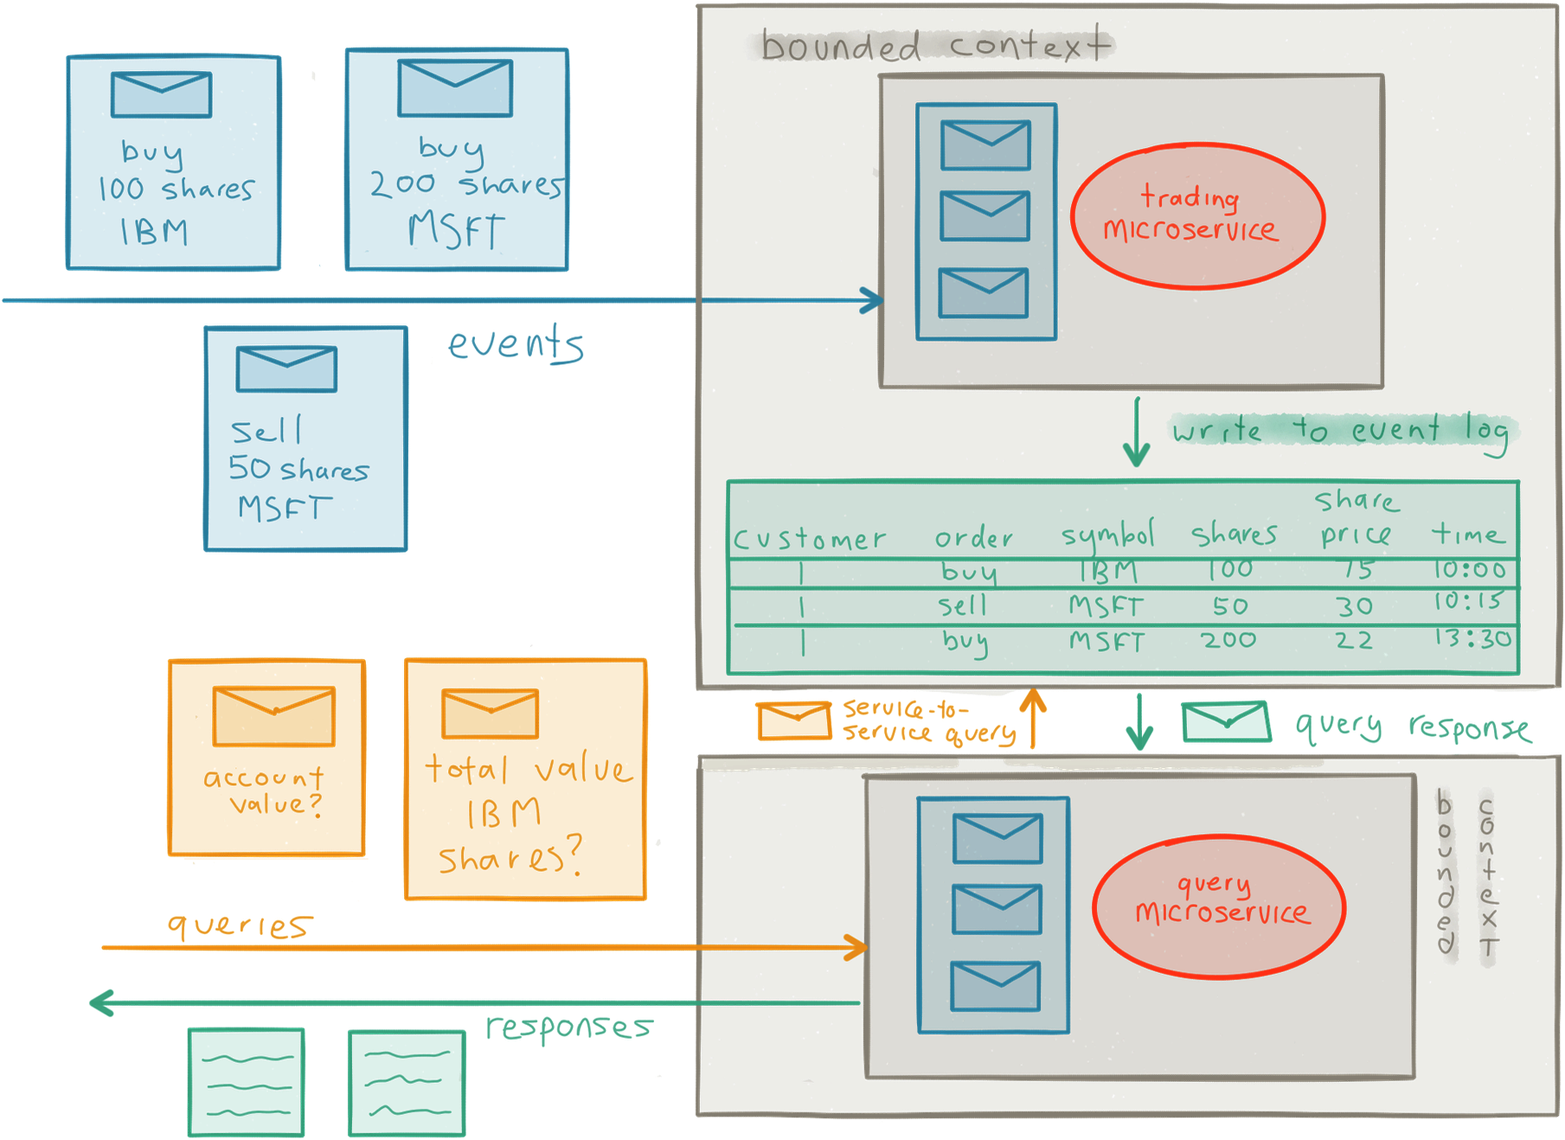 bounded context
buy
100 shares
IBM
buy
200 shares
MSFT
trading
microservice
events
sell
50 shares
MSFT
write to event log
customer order symbol shares share price time
1 buy IBM 100 75 10:00
1 sell MSFT 50 30 10:15
1 buy MSFT 200 22 13:30
service-to-
service query
query response
account
value?
total value
IBM
shares?
query
microservice
bounded
context
queries
responses